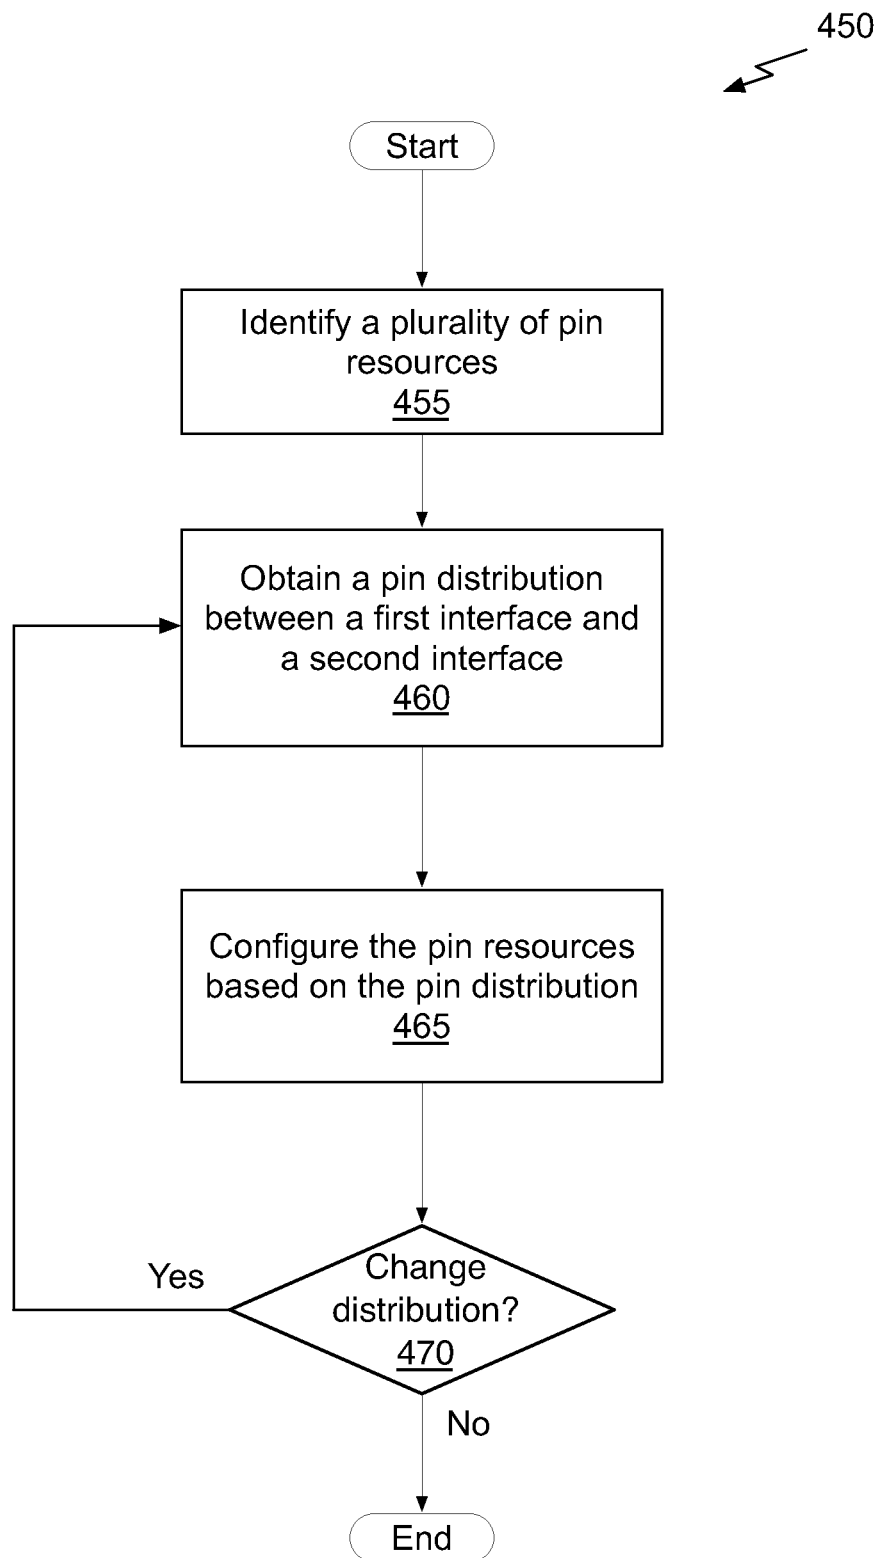 450
Start
Identify a plurality of pin
resources
455
Obtain a pin distribution
between a first interface and
a second interface
460
Configure the pin resources
based on the pin distribution
465
Change
distribution?
470
Yes
No
End